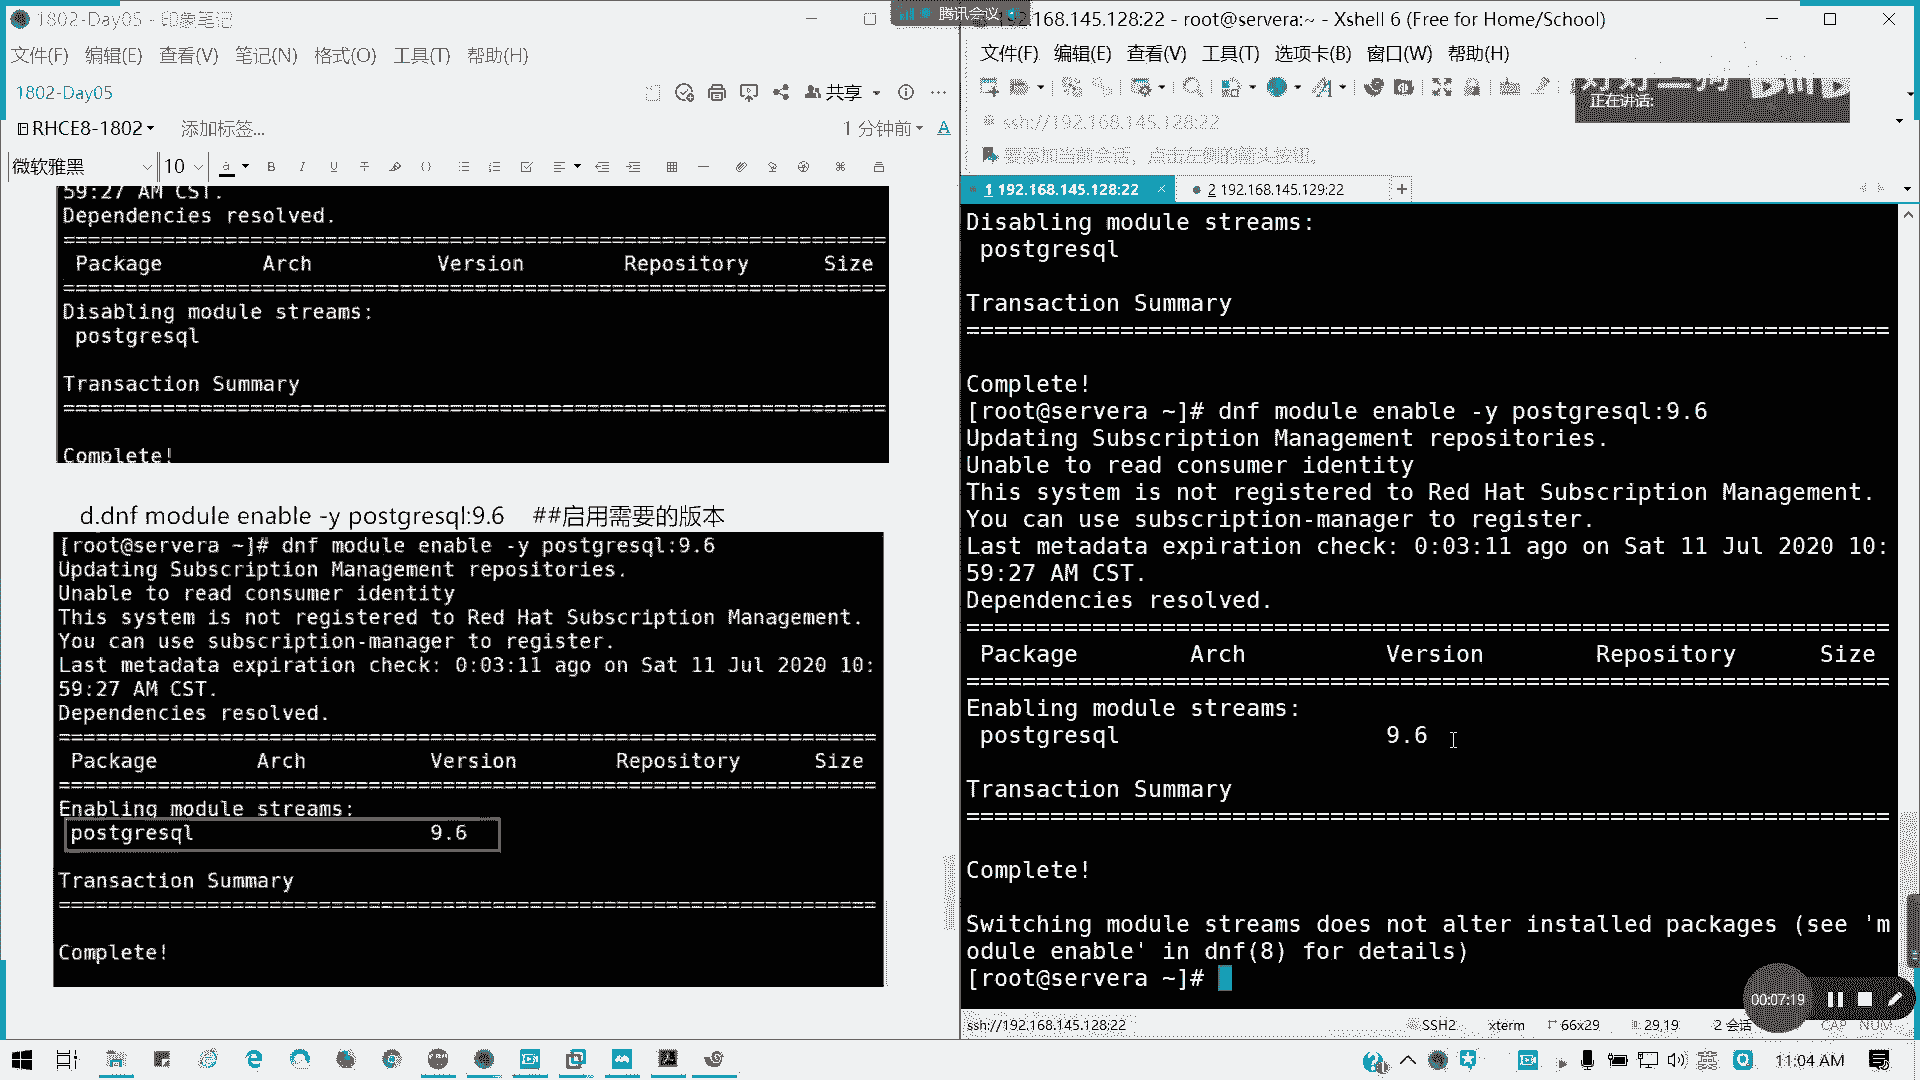 1802-Day05 - 印象笔记
文件(F) 编辑(E) 查看(V) 笔记(N) 格式(O) 工具(T) 帮助(H)
1802-Day05
共享
RHCE8-1802
添加标签...
1 分钟前
微软雅黑
10
59:27 AM CST.
Dependencies resolved.
Package Arch Version Repository Size
Disabling module streams:
postgresql
Transaction Summary
Complete!
d.dnf module enable -y postgresql:9.6 ##启用需要的版本
[root@servera ~]# dnf module enable -y postgresql:9.6
Updating Subscription Management repositories.
Unable to read consumer identity
This system is not registered to Red Hat Subscription Management.
You can use subscription-manager to register.
Last metadata expiration check: 0:03:11 ago on Sat 11 Jul 2020 10:
59:27 AM CST.
Dependencies resolved.
Package Arch Version Repository Size
Enabling module streams:
postgresql 9.6
Transaction Summary
Complete!
腾讯会议
2.168.145.128:22 - root@servera:~ - Xshell 6 (Free for Home/School)
文件(F) 编辑(E) 查看(V) 工具(T) 选项卡(B) 窗口(W) 帮助(H)
正在讲话:
ssh://192.168.145.128:22
要添加当前会话，点击左侧的箭头按钮。
1 192.168.145.128:22
2 192.168.145.129:22
Disabling module streams:
postgresql
Transaction Summary
Complete!
[root@servera ~]# dnf module enable -y postgresql:9.6
Updating Subscription Management repositories.
Unable to read consumer identity
This system is not registered to Red Hat Subscription Management.
You can use subscription-manager to register.
Last metadata expiration check: 0:03:11 ago on Sat 11 Jul 2020 10:
59:27 AM CST.
Dependencies resolved.
================================================================== 
Package Arch Version Repository Size
Enabling module streams:
postgresql 9.6
Transaction Summary
Complete!
Switching module streams does not alter installed packages (see 'm
odule enable' in dnf(8) for details)
[root@servera ~]#
00:07:19
ssh://192.168.145.128:22
SSH2
xterm
66x29
29,19
2 会话
CAP NUM
11:04 AM